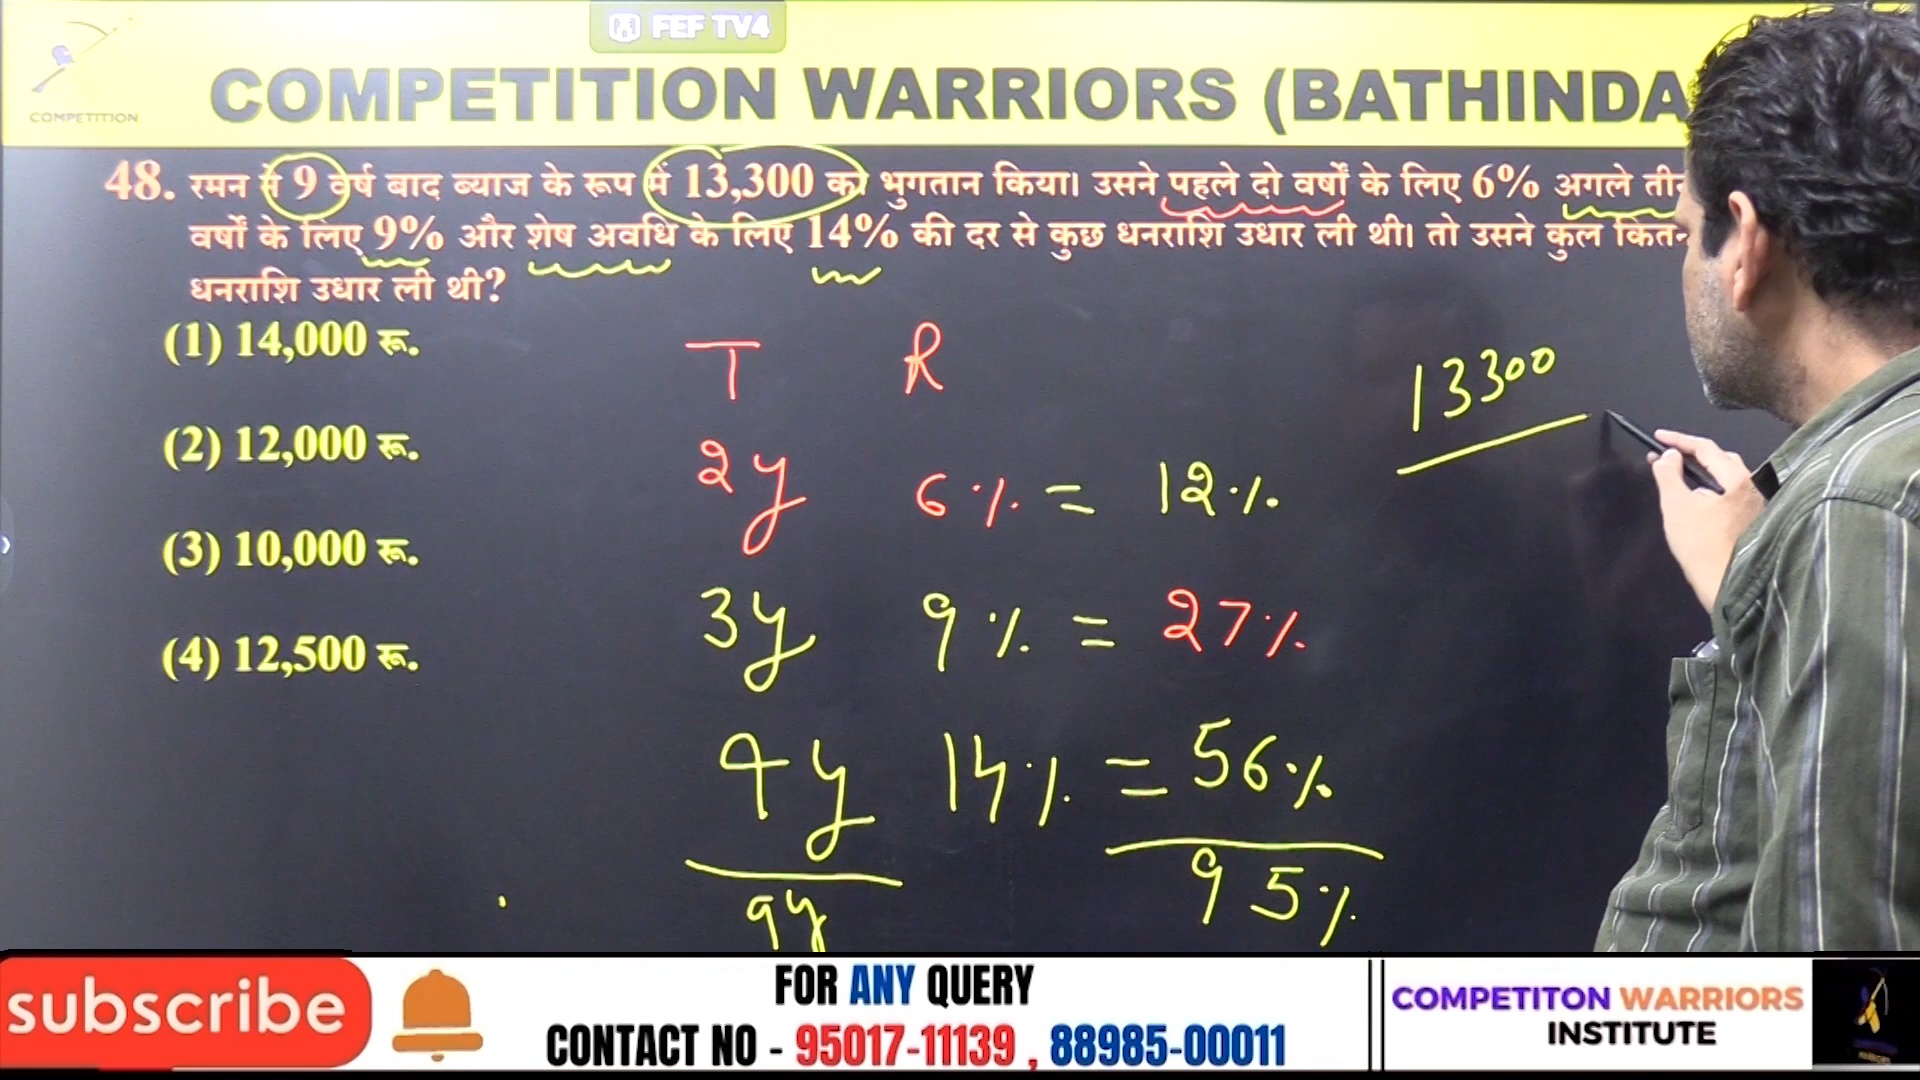 FEF TV4
COMPETITION
COMPETITION WARRIORS (BATHINDA
48. रमन ने 9 वर्ष बाद ब्याज के रूप में 13,300 का भुगतान किया। उसने पहले दो वर्षों के लिए 6% अगले
वर्षों के लिए 9% और शेष अवधि के लिए 14% की दर से कुछ धनराशि उधार ली थी। तो उसने कुल
धनराशि उधार ली थी?
(1) 14,000 रू.
(2) 12,000 रू.
(3) 10,000 रू.
(4) 12,500 रू.
T R
2y 6% = 12%
3y 9% = 27%
4y 14% = 56%
9y 95%
13300
subscribe
FOR ANY QUERY
CONTACT NO - 95017-11139 , 88985-00011
COMPETITON WARRIORS
INSTITUTE